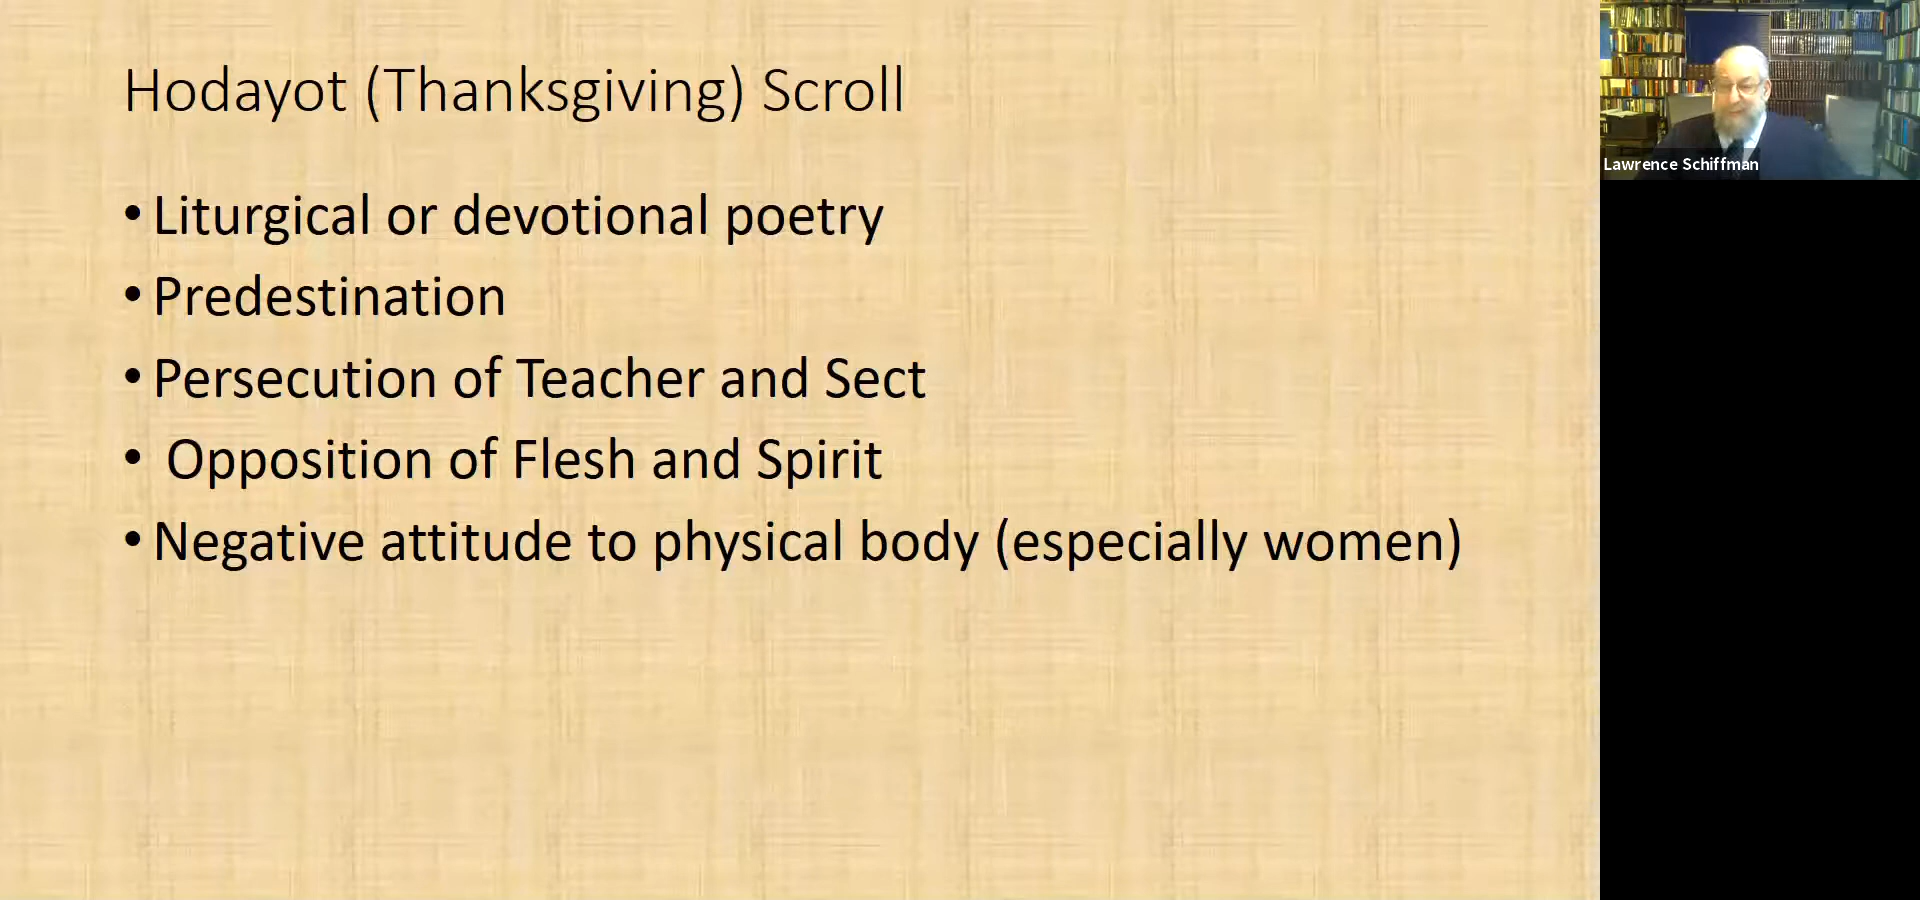 Hodayot (Thanksgiving) Scroll
• Liturgical or devotional poetry
• Predestination
• Persecution of Teacher and Sect
• Opposition of Flesh and Spirit
• Negative attitude to physical body (especially women)
Lawrence Schiffman